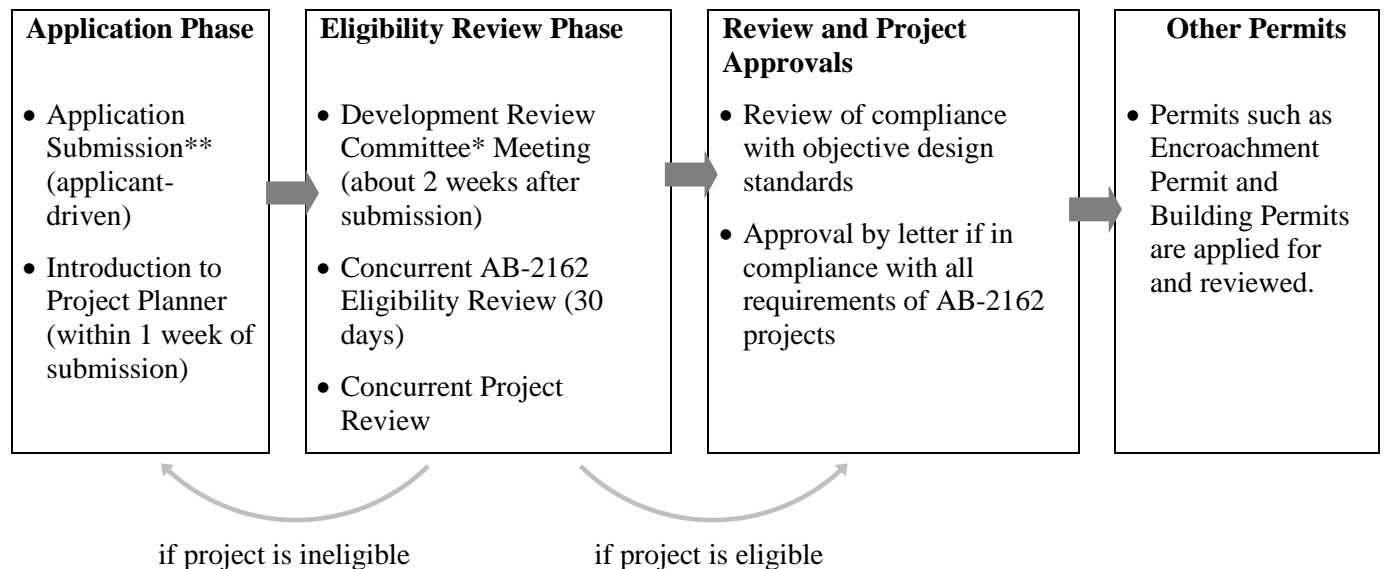 Application Phase
• Application
Submission**
(applicant-
driven)
• Introduction to
Project Planner
(within 1 week of
submission)
Eligibility Review Phase
• Development Review
Committee* Meeting
(about 2 weeks after
submission)
• Concurrent AB-2162
Eligibility Review (30
days)
• Concurrent Project
Review
Review and Project
Approvals
• Review of compliance
with objective design
standards
• Approval by letter if in
compliance with all
requirements of AB-2162
projects
Other Permits
• Permits such as
Encroachment
Permit and
Building Permits
are applied for
and reviewed.
if project is ineligible
if project is eligible